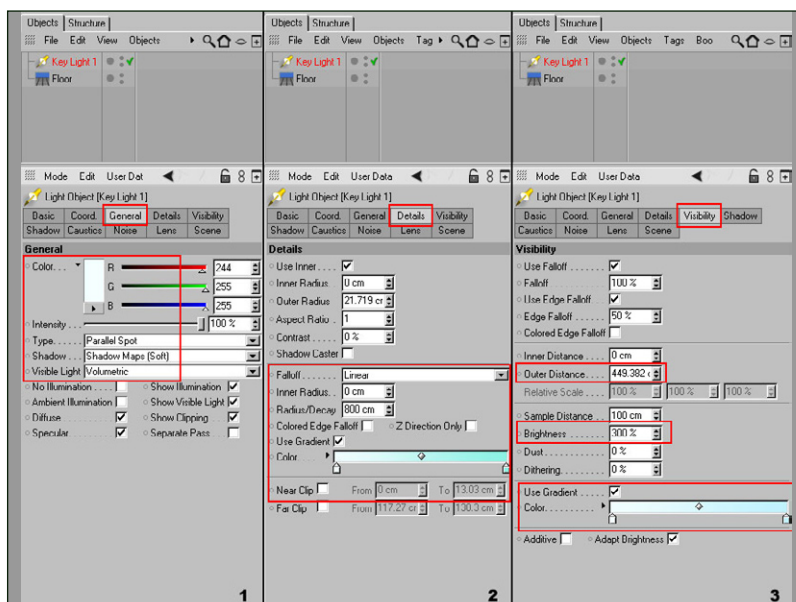 Objects Structure
File Edit View Objects
Key Light 1
Floor
Mode Edit User Dat
Light Object [Key Light 1]
Basic Coord. General Details Visibility
Shadow Caustics Noise Lens Scene
General
Color. . . R 244
G 255
B 255
Intensity . . . 100 %
Type. . . . . Parallel Spot
Shadow . . . Shadow Maps (Soft)
Visible Light Volumetric
No Illumination . . . . Show Illumination
Ambient Illumination Show Visible Light
Diffuse . . . . . . . Show Clipping . .
Specular. . . . . . . Separate Pass . .
1
Objects Structure
File Edit View Objects Tag
Key Light 1
Floor
Mode Edit User Data
Light Object [Key Light 1]
Basic Coord. General Details Visibility
Shadow Caustics Noise Lens Scene
Details
Use Inner . . . .
Inner Radius 0 cm
Outer Radius 21.719 cr
Aspect Ratio . 1
Contrast . . . . 0 %
Shadow Caster
Falloff . . . . . . Linear
Inner Radius. . 0 cm
Radius/Decay 800 cm
Colored Edge Falloff Z Direction Only
Use Gradient
Color. . .
Near Clip From 0 cm To 13.03 cm
Far Clip From 117.27 cr To 130.3 cm
2
Objects Structure
File Edit View Objects Tags Boo
Key Light 1
Floor
Mode Edit User Data
Light Object [Key Light 1]
Basic Coord. General Details Visibility Shadow
Caustics Noise Lens Scene
Visibility
Use Falloff . . . . . . .
Falloff . . . . . . . . . . 100 %
Use Edge Falloff . . .
Edge Falloff . . . . . . 50 %
Colored Edge Falloff
Inner Distance . . . . 0 cm
Outer Distance. . . . 449.382 c
Relative Scale . . . . 100 % 100 % 100 %
Sample Distance . . 100 cm
Brightness . . . . . . . 300 %
Dust. . . . . . . . . . . . 0 %
Dithering. . . . . . . . . 0 %
Use Gradient . . . . .
Color. . . . . . . . . .
Additive Adapt Brightness
3